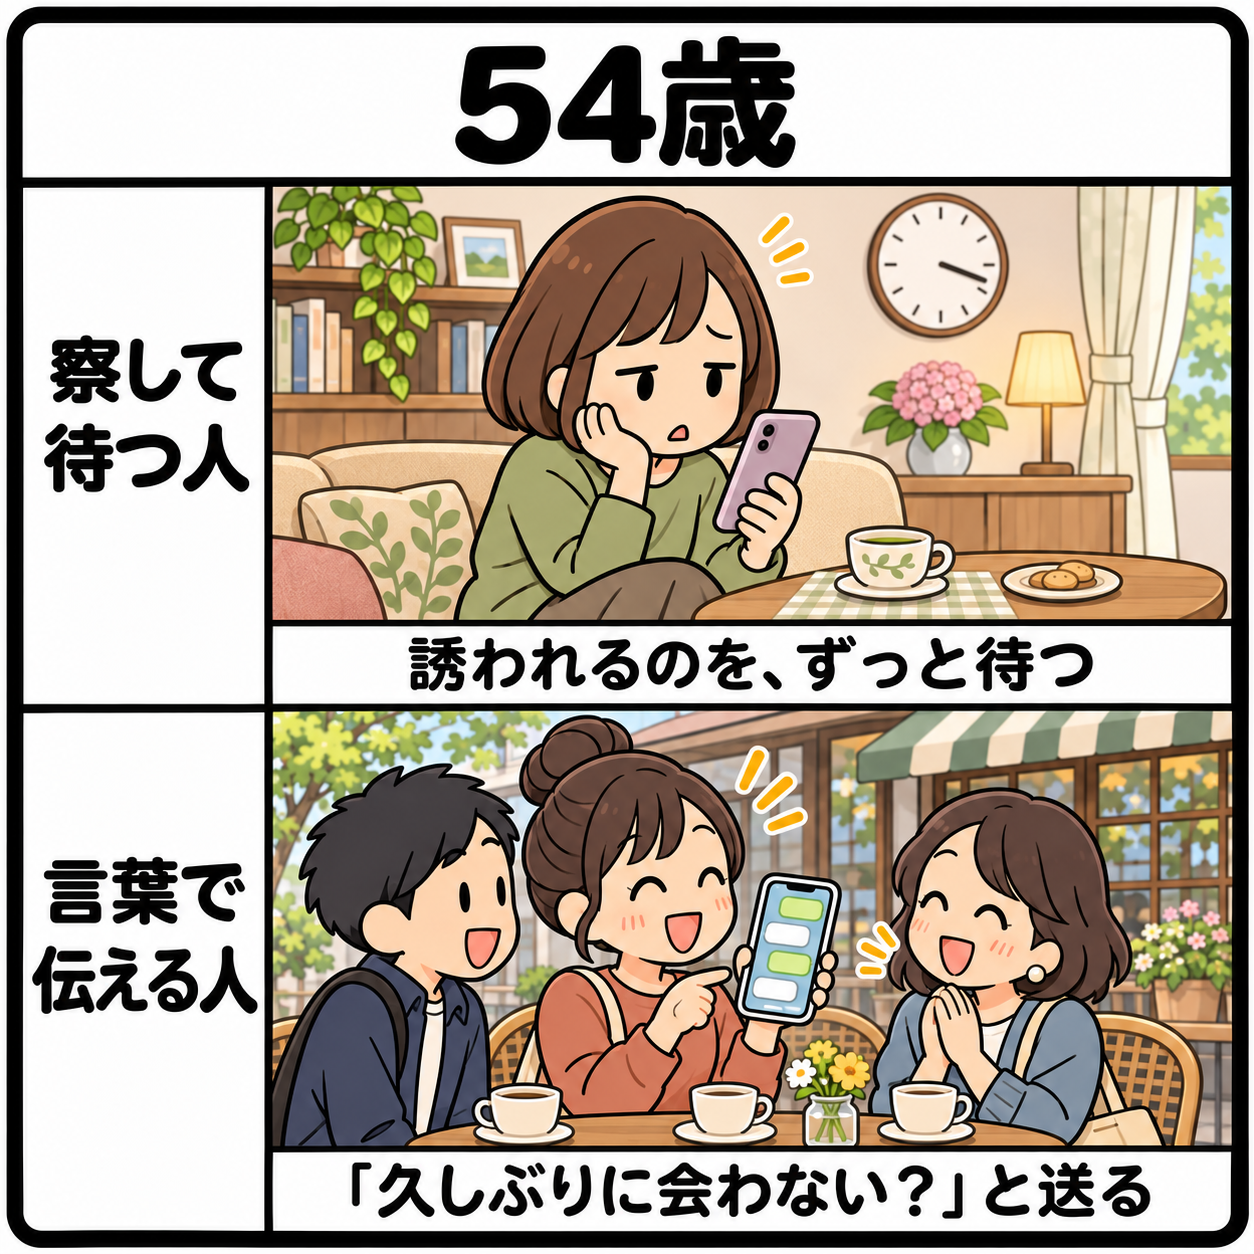 54歳
察して
待つ人
誘われるのを、ずっと待つ
言葉で
伝える人
「久しぶりに会わない？」と送る